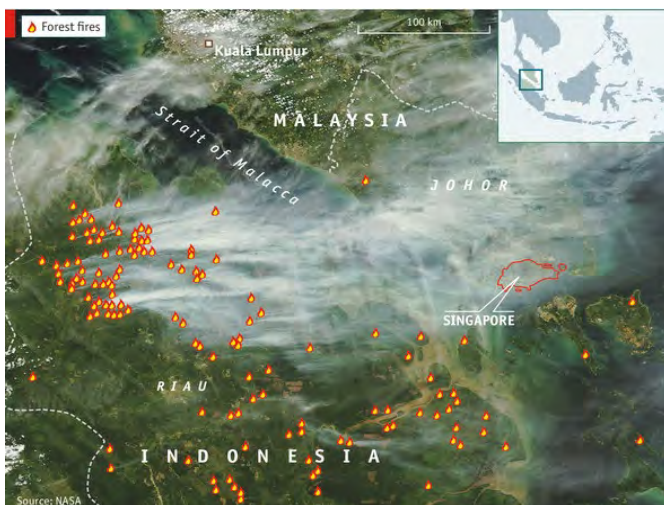 Forest fires
100 km
Kuala Lumpur
MALAYSIA
Strait of Malacca
JOHOR
SINGAPORE
RIAU
INDONESIA
Source: NASA